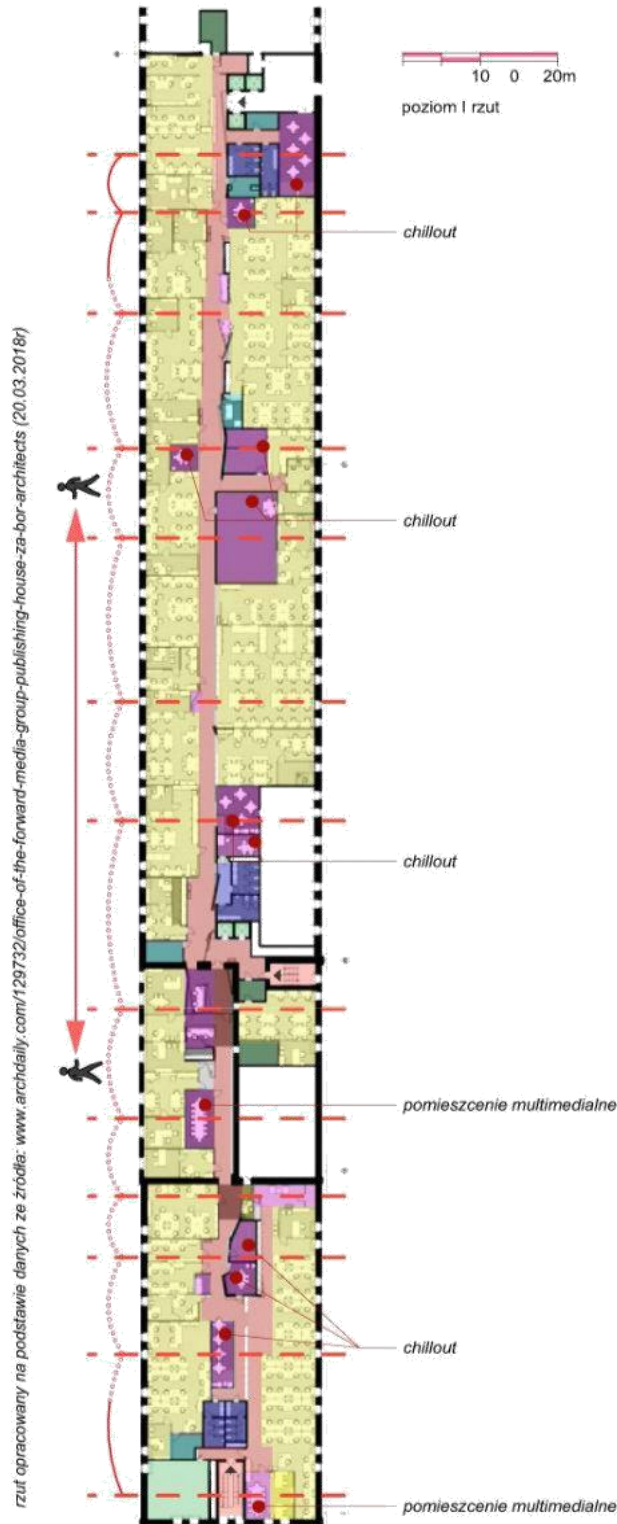 10 0 20m
poziom I rzut
chillout
chillout
chillout
pomieszczenie multimedialne
chillout
pomieszczenie multimedialne
rzut opracowany na podstawie danych ze źródła: www.archdaily.com/129732/office-of-the-forward-media-group-publishing-house-za-bor-architects (20.03.2018r)